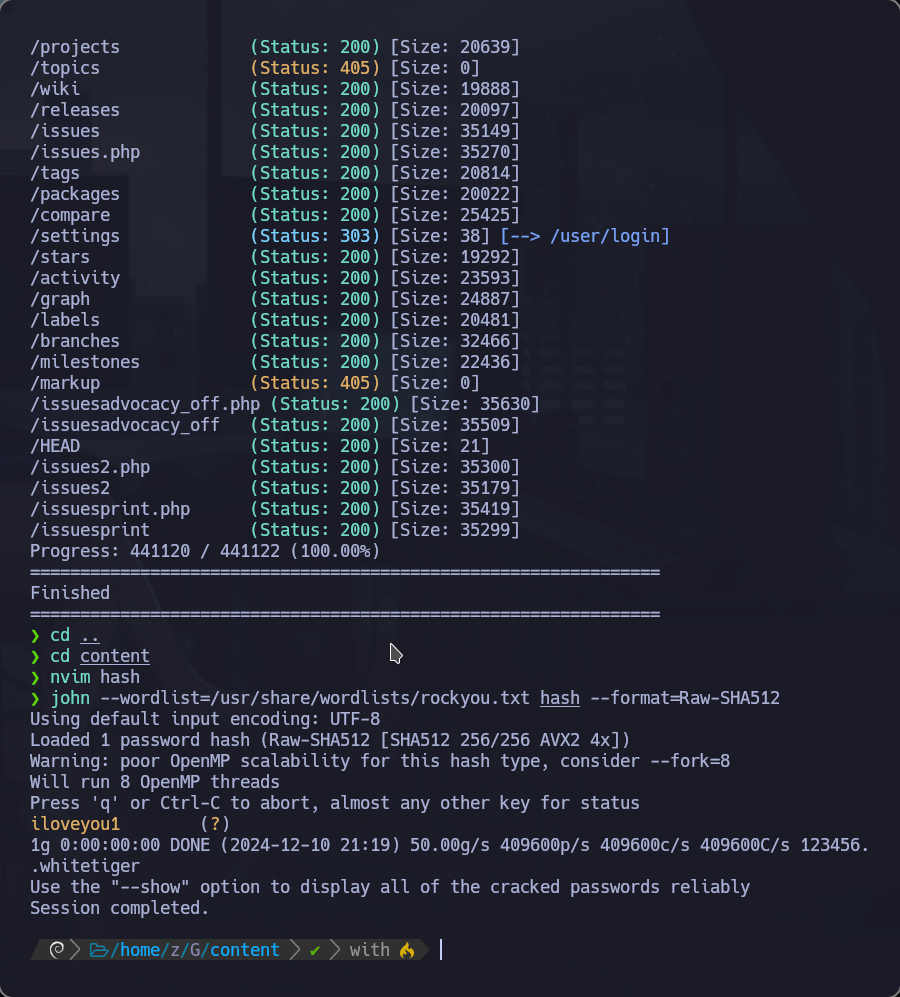 /projects (Status: 200) [Size: 20639]
/topics (Status: 405) [Size: 0]
/wiki (Status: 200) [Size: 19888]
/releases (Status: 200) [Size: 20097]
/issues (Status: 200) [Size: 35149]
/issues.php (Status: 200) [Size: 35270]
/tags (Status: 200) [Size: 20814]
/packages (Status: 200) [Size: 20022]
/compare (Status: 200) [Size: 25425]
/settings (Status: 303) [Size: 38] [--> /user/login]
/stars (Status: 200) [Size: 19292]
/activity (Status: 200) [Size: 23593]
/graph (Status: 200) [Size: 24887]
/labels (Status: 200) [Size: 20481]
/branches (Status: 200) [Size: 32466]
/milestones (Status: 200) [Size: 22436]
/markup (Status: 405) [Size: 0]
/issuesadvocacy_off.php (Status: 200) [Size: 35630]
/issuesadvocacy_off (Status: 200) [Size: 35509]
/HEAD (Status: 200) [Size: 21]
/issues2.php (Status: 200) [Size: 35300]
/issues2 (Status: 200) [Size: 35179]
/issuesprint.php (Status: 200) [Size: 35419]
/issuesprint (Status: 200) [Size: 35299]
Progress: 441120 / 441122 (100.00%)
===============================================================
Finished
===============================================================
❯ cd ..
❯ cd content
❯ nvim hash
❯ john --wordlist=/usr/share/wordlists/rockyou.txt hash --format=Raw-SHA512
Using default input encoding: UTF-8
Loaded 1 password hash (Raw-SHA512 [SHA512 256/256 AVX2 4x])
Warning: poor OpenMP scalability for this hash type, consider --fork=8
Will run 8 OpenMP threads
Press 'q' or Ctrl-C to abort, almost any other key for status
iloveyou1 (?)
1g 0:00:00:00 DONE (2024-12-10 21:19) 50.00g/s 409600p/s 409600c/s 409600C/s 123456.
.whitetiger
Use the "--show" option to display all of the cracked passwords reliably
Session completed.
/home/z/G/content ✔ with 🔥